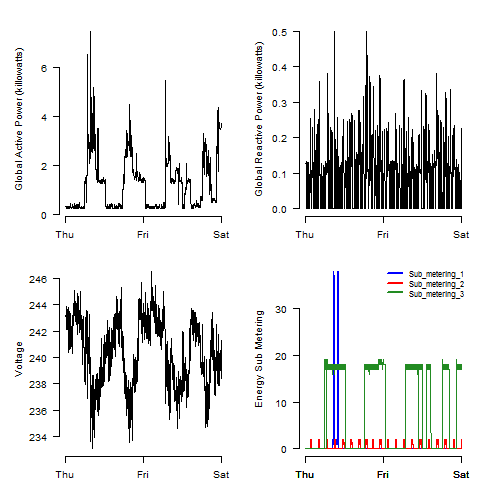 Global Active Power (killowatts)
6
4
2
0
Thu Fri Sat
Global Reactive Power (killowatts)
0.5
0.4
0.3
0.2
0.1
0.0
Thu Fri Sat
Voltage
246
244
242
240
238
236
234
Thu Fri Sat
Energy Sub Metering
30
20
10
0
Thu Fri Sat
Sub_metering_1
Sub_metering_2
Sub_metering_3